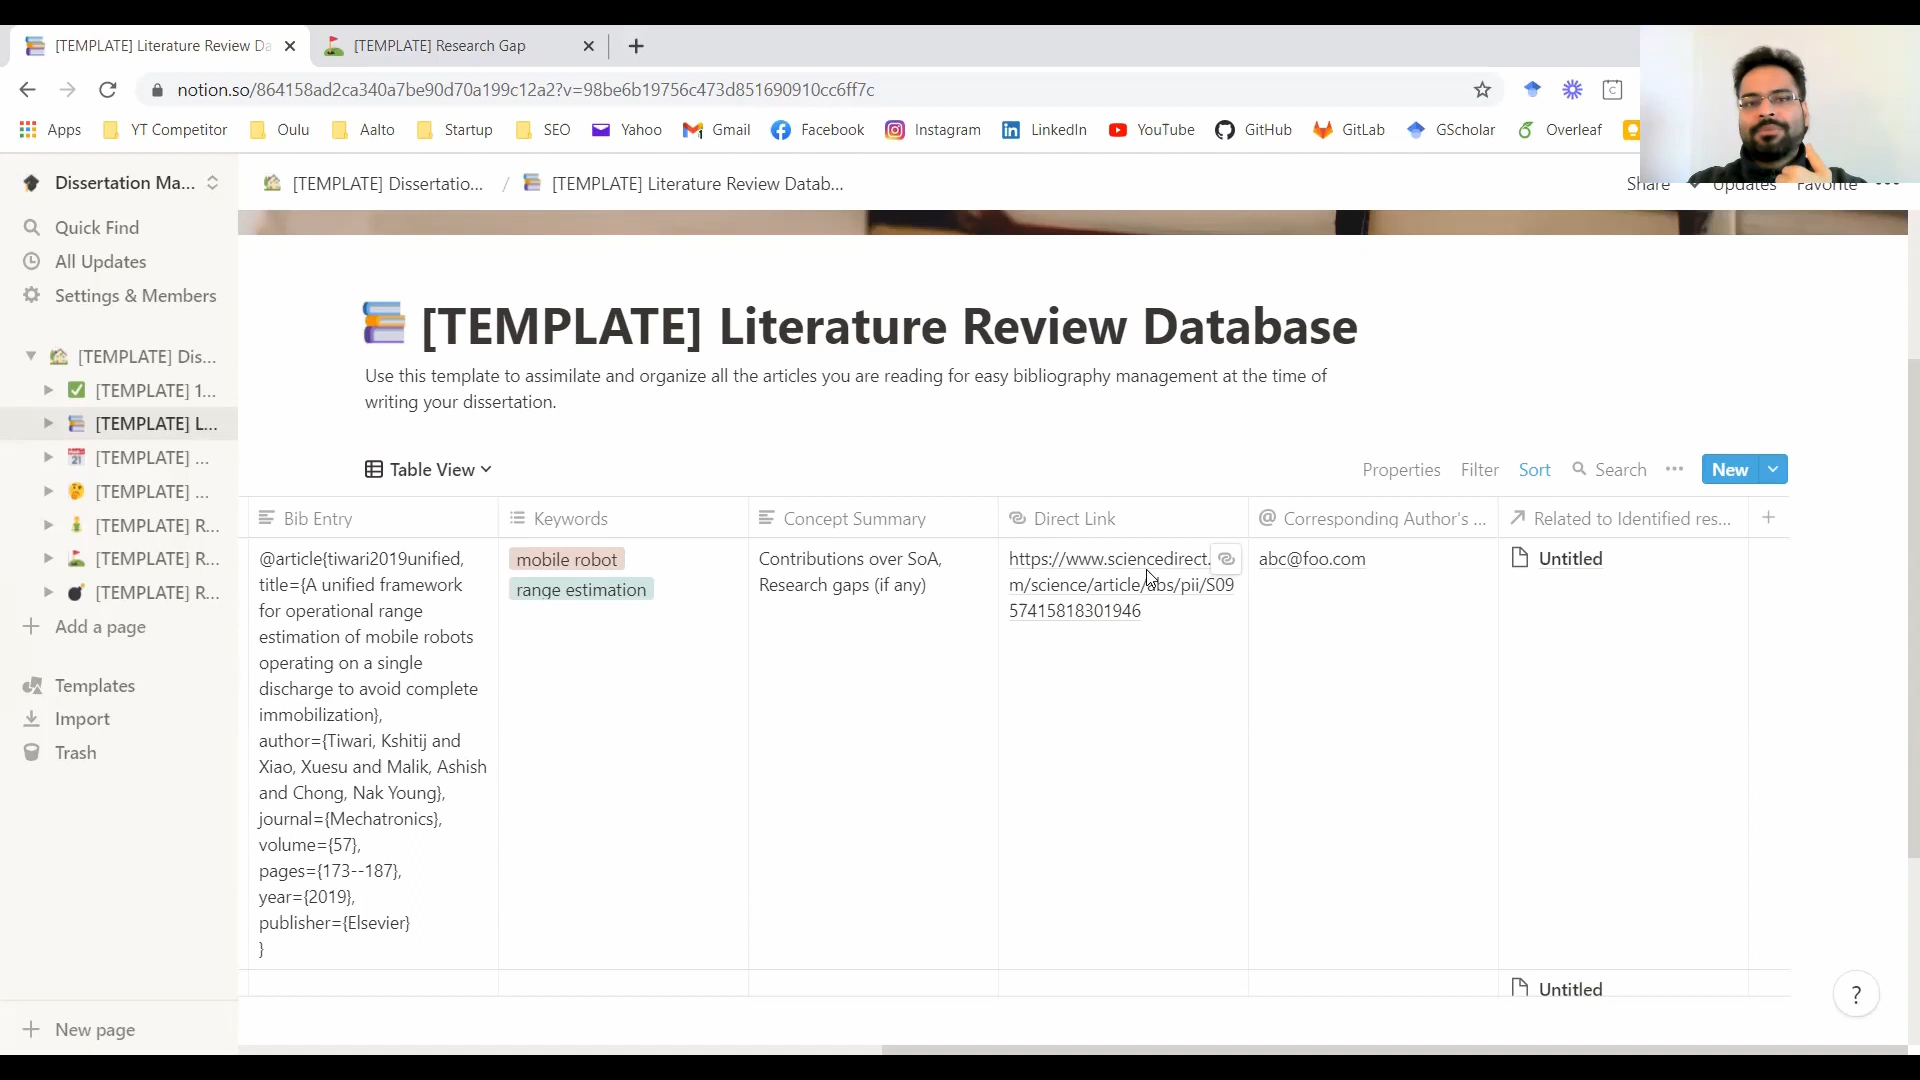 [TEMPLATE] Literature Review Da
[TEMPLATE] Research Gap
notion.so/864158ad2ca340a7be90d70a199c12a2?v=98be6b19756c473d851690910cc6ff7c
Apps YT Competitor Oulu Aalto Startup SEO Yahoo Gmail Facebook Instagram LinkedIn YouTube GitHub GitLab GScholar Overleaf
Dissertation Ma...
[TEMPLATE] Dissertatio... / [TEMPLATE] Literature Review Datab...
Share Updates Favorite
Quick Find
All Updates
Settings & Members
[TEMPLATE] Dis...
[TEMPLATE] 1...
[TEMPLATE] L...
[TEMPLATE] ...
[TEMPLATE] ...
[TEMPLATE] R...
[TEMPLATE] R...
[TEMPLATE] R...
Add a page
Templates
Import
Trash
New page
[TEMPLATE] Literature Review Database
Use this template to assimilate and organize all the articles you are reading for easy bibliography management at the time of
writing your dissertation.
Table View
Properties Filter Sort Search ... New
Bib Entry Keywords Concept Summary Direct Link Corresponding Author's ... Related to Identified res...
@article{tiwari2019unified,
title={A unified framework
for operational range
estimation of mobile robots
operating on a single
discharge to avoid complete
immobilization},
author={Tiwari, Kshitij and
Xiao, Xuesu and Malik, Ashish
and Chong, Nak Young},
journal={Mechatronics},
volume={57},
pages={173--187},
year={2019},
publisher={Elsevier}
}
mobile robot
range estimation
Contributions over SoA,
Research gaps (if any)
https://www.sciencedirect.
m/science/article/abs/pii/S09
57415818301946
abc@foo.com
Untitled
Untitled
?